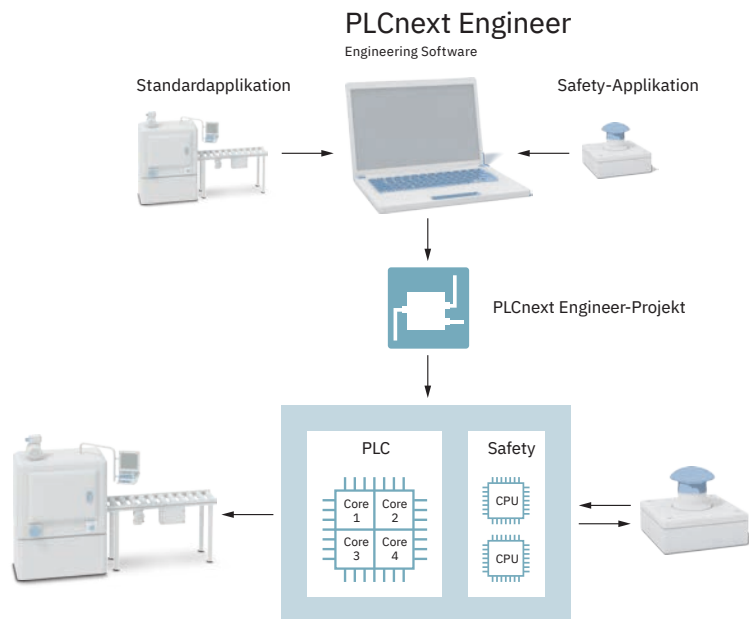 PLCnext Engineer
Engineering Software
Standardapplikation
Safety-Applikation
PLCnext Engineer-Projekt
PLC
Safety
Core
1
Core
2
Core
3
Core
4
CPU
CPU